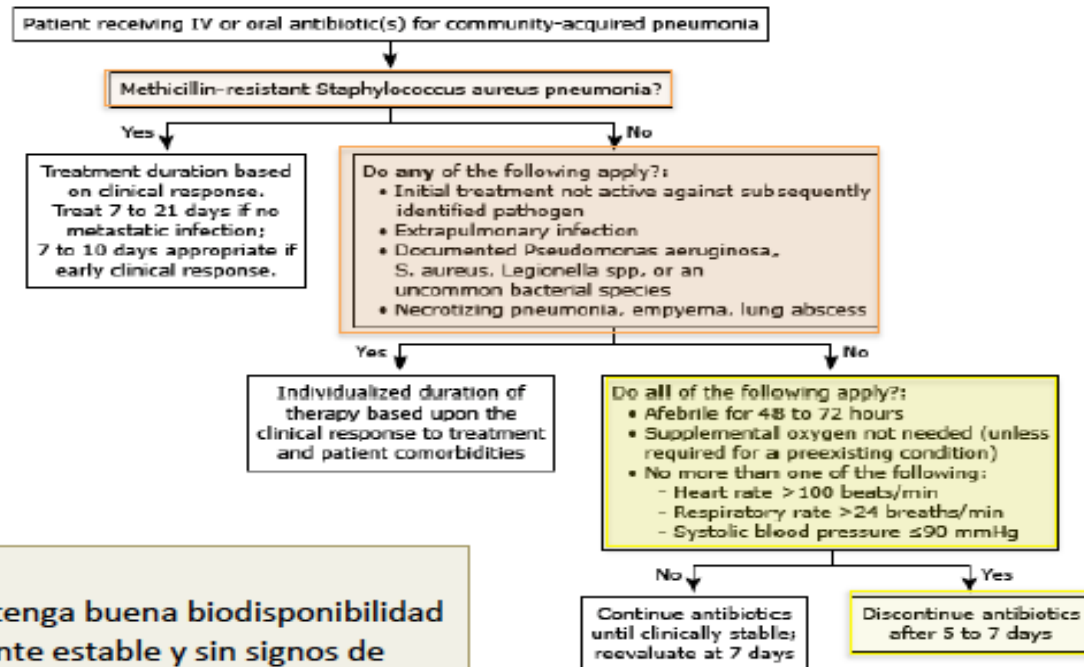 Patient receiving IV or oral antibiotic(s) for community-acquired pneumonia
Methicillin-resistant Staphylococcus aureus pneumonia?
Yes
No
Treatment duration based
on clinical response.
Treat 7 to 21 days if no
metastatic infection;
7 to 10 days appropriate if
early clinical response.
Do any of the following apply?:
• Initial treatment not active against subsequently
identified pathogen
• Extrapulmonary infection
• Documented Pseudomonas aeruginosa,
S. aureus, Legionella spp, or an
uncommon bacterial species
• Necrotizing pneumonia, empyema, lung abscess
Yes
No
Individualized duration of
therapy based upon the
clinical response to treatment
and patient comorbidities
Do all of the following apply?:
• Afebrile for 48 to 72 hours
• Supplemental oxygen not needed (unless
required for a preexisting condition)
• No more than one of the following:
- Heart rate >100 beats/min
- Respiratory rate >24 breaths/min
- Systolic blood pressure ≤90 mmHg
No
Yes
Continue antibiotics
until clinically stable;
reevaluate at 7 days
Discontinue antibiotics
after 5 to 7 days
tenga buena biodisponibilidad
nte estable y sin signos de